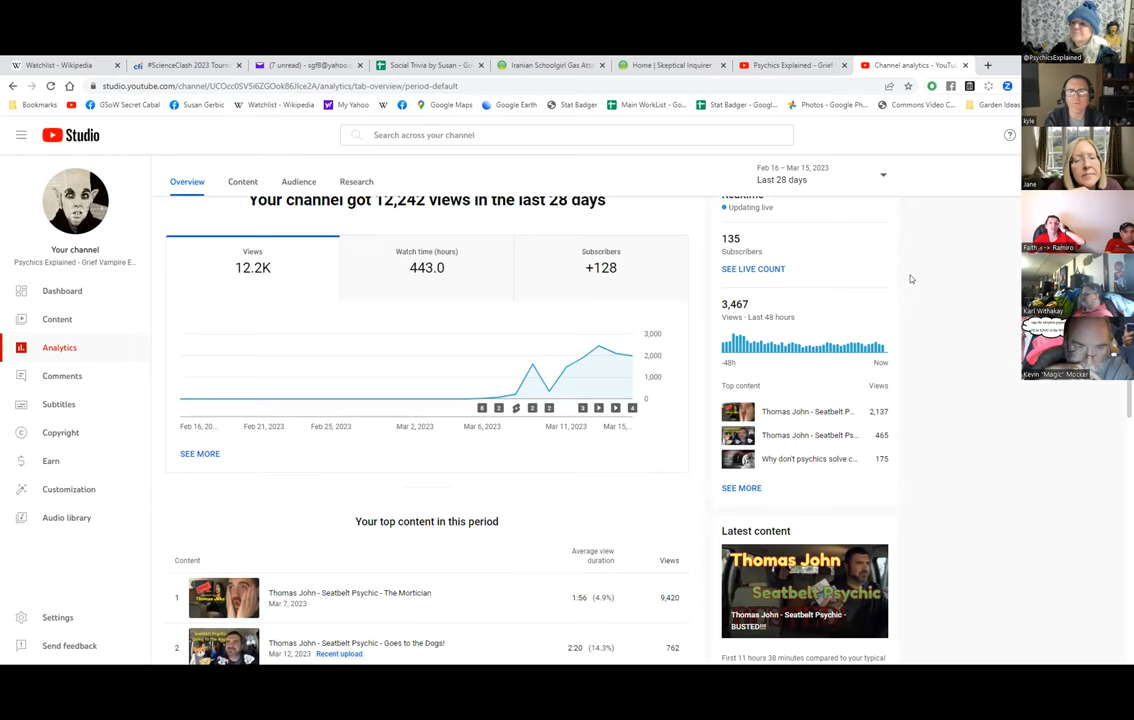 Watchlist - Wikipedia
#ScienceClash 2023 Tourn
(7 unread) - sgf8@yahoo.c
Social Trivia by Susan - Go
Iranian Schoolgirl Gas Atta
Home | Skeptical Inquirer
Psychics Explained - Grief
Channel analytics - YouTu
studio.youtube.com/channel/UCOcc0SV5i6ZGOok86JIce2A/analytics/tab-overview/period-default
Bookmarks
GSoW Secret Cabal
Susan Gerbic
Watchlist - Wikipedia
My Yahoo
Google Maps
Google Earth
Stat Badger
Main WorkList - Go...
Stat Badger - Googl...
Photos - Google Ph...
Commons Video C...
Garden Ideas
Studio
Search across your channel
Your channel
Psychics Explained - Grief Vampire E...
Dashboard
Content
Analytics
Comments
Subtitles
Copyright
Earn
Customization
Audio library
Settings
Send feedback
Overview
Content
Audience
Research
Feb 16 – Mar 15, 2023
Last 28 days
Your channel got 12,242 views in the last 28 days
Views
12.2K
Watch time (hours)
443.0
Subscribers
+128
3,000
2,000
1,000
0
8
2
2
2
3
4
Feb 16, 20...
Feb 21, 2023
Feb 25, 2023
Mar 2, 2023
Mar 6, 2023
Mar 11, 2023
Mar 15,...
SEE MORE
Your top content in this period
Content
Average view
duration
Views
1
Thomas John - Seatbelt Psychic - The Mortician
Mar 7, 2023
1:56 (4.9%)
9,420
2
Thomas John - Seatbelt Psychic - Goes to the Dogs!
Mar 12, 2023
Recent upload
2:20 (14.3%)
762
Realtime
Updating live
135
Subscribers
SEE LIVE COUNT
3,467
Views · Last 48 hours
-48h
Now
Top content
Views
Thomas John - Seatbelt P...
2,137
Thomas John - Seatbelt Ps...
465
Why don't psychics solve c...
175
SEE MORE
Latest content
Thomas John
Seatbelt Psychic
Thomas John - Seatbelt Psychic -
BUSTED!!!
First 11 hours 38 minutes compared to your typical
@PsychicsExplained
kyle
Jane
Faith <-> Ramiro
Karl Withakay
Kevin "Magic" Mocker